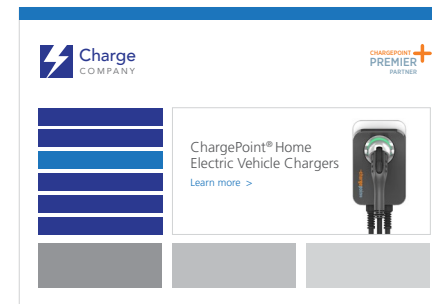 Charge
COMPANY
CHARGEPOINT
PREMIER
PARTNER
ChargePoint® Home
Electric Vehicle Chargers
Learn more >